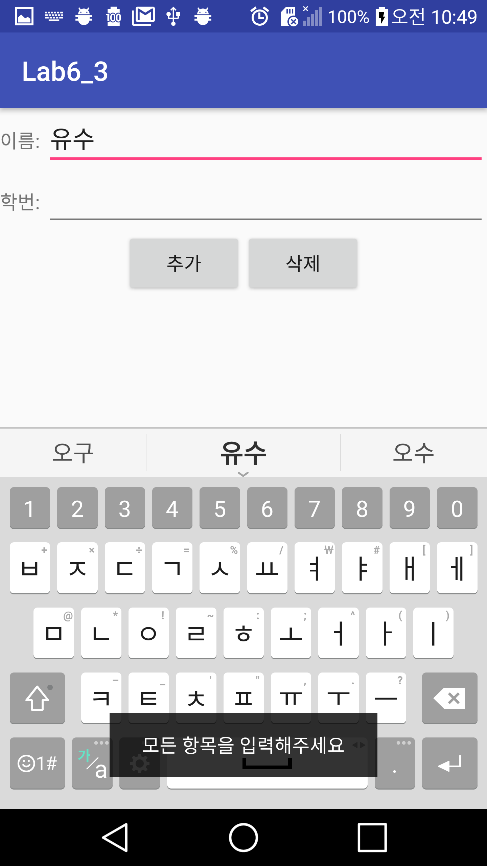 100 100% 오전 10:49
Lab6_3
이름: 유수
학번:
추가 삭제
오구 유수 오수
1 2 3 4 5 6 7 8 9 0
+ × ÷ = % / ₩ # [ ]
ㅂ ㅈ ㄷ ㄱ ㅅ ㅛ ㅕ ㅑ ㅐ ㅔ
@ * ! ~ : ; ^ ( )
ㅁ ㄴ ㅇ ㄹ ㅎ ㅗ ㅓ ㅏ ㅣ
- _ ' " , . ?
ㅋ ㅌ ㅊ ㅍ ㅠ ㅜ ㅡ
모든 항목을 입력해주세요
1# 가/a .